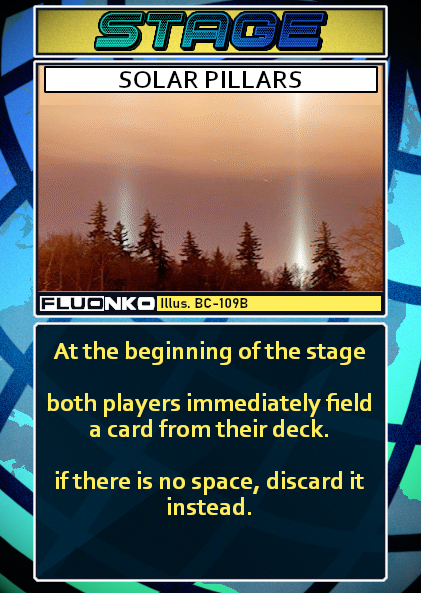 STAGE
SOLAR PILLARS
FLUONKO Illus. BC-109B
At the beginning of the stage
both players immediately field
a card from their deck.
if there is no space, discard it
instead.